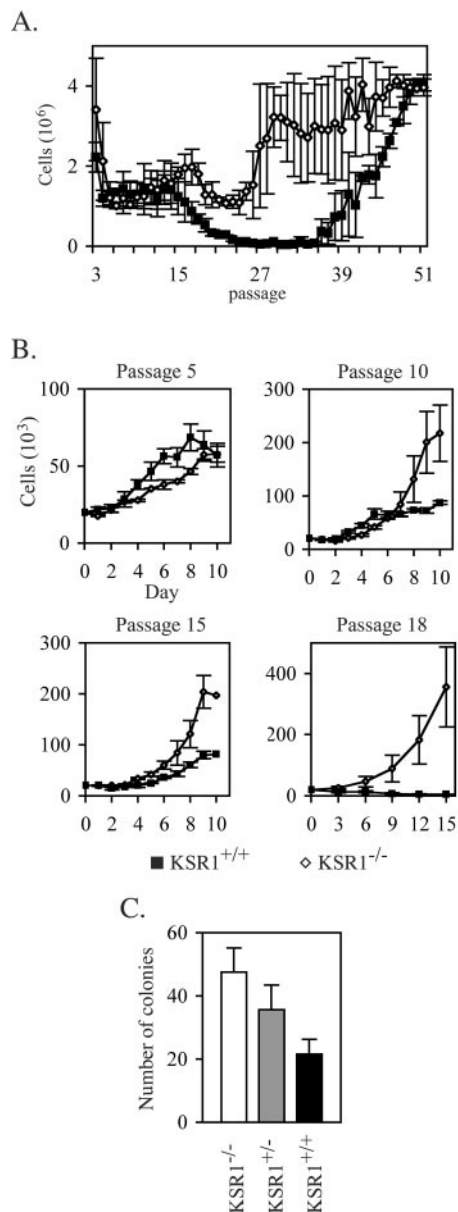 A.
Cells (10⁶)
4
2
0
3 15 27 39 51
passage
B.
Passage 5 Passage 10
Cells (10³)
100
50
0
0 2 4 6 8 10
Day
300
200
100
0
0 2 4 6 8 10
Passage 15 Passage 18
300
200
100
0
0 2 4 6 8 10
400
200
0
0 3 6 9 12 15
KSR1+/+ KSR1-/-
C.
Number of colonies
60
40
20
0
KSR1-/-
KSR1+/-
KSR1+/+